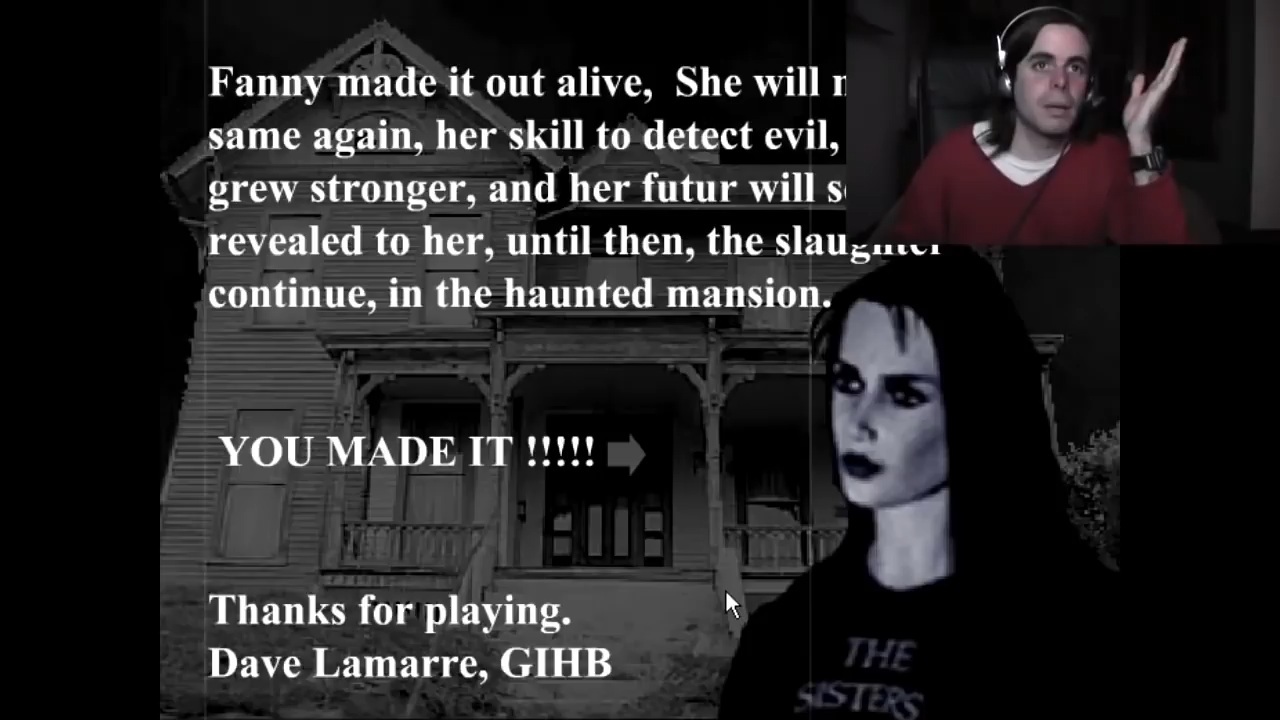 Fanny made it out alive, She will
same again, her skill to detect evil,
grew stronger, and her futur will
revealed to her, until then, the slaughter
continue, in the haunted mansion.
YOU MADE IT !!!!!
Thanks for playing.
Dave Lamarre, GIHB
THE
SISTERS